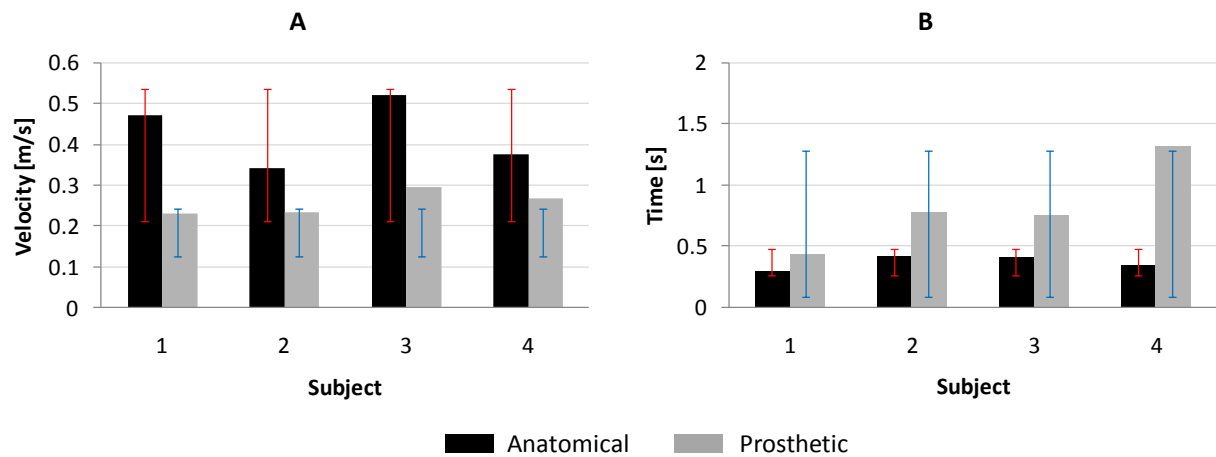 A
Velocity [m/s]
0.6
0.5
0.4
0.3
0.2
0.1
0
1 2 3 4
Subject
B
Time [s]
2
1.5
1
0.5
0
1 2 3 4
Subject
Anatomical Prosthetic